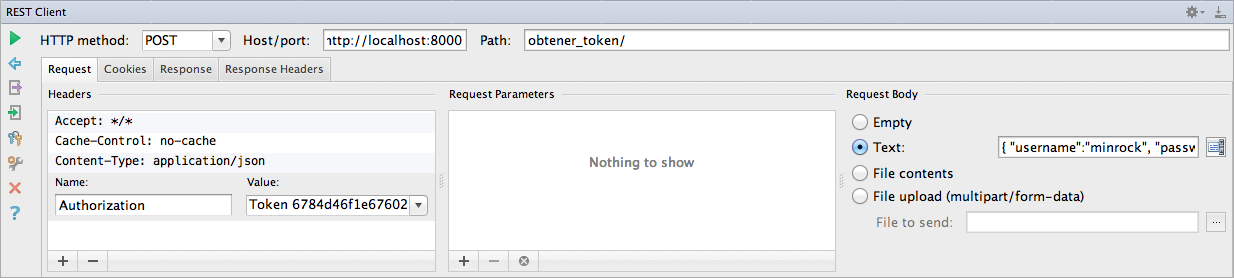 REST Client
HTTP method: POST Host/port: http://localhost:8000 Path: obtener_token/
Request Cookies Response Response Headers
Headers
Accept: */*
Cache-Control: no-cache
Content-Type: application/json
Name: Value:
Authorization Token 6784d46f1e67602
Request Parameters
Nothing to show
Request Body
Empty
Text: { "username":"minrock", "passw
File contents
File upload (multipart/form-data)
File to send: ...